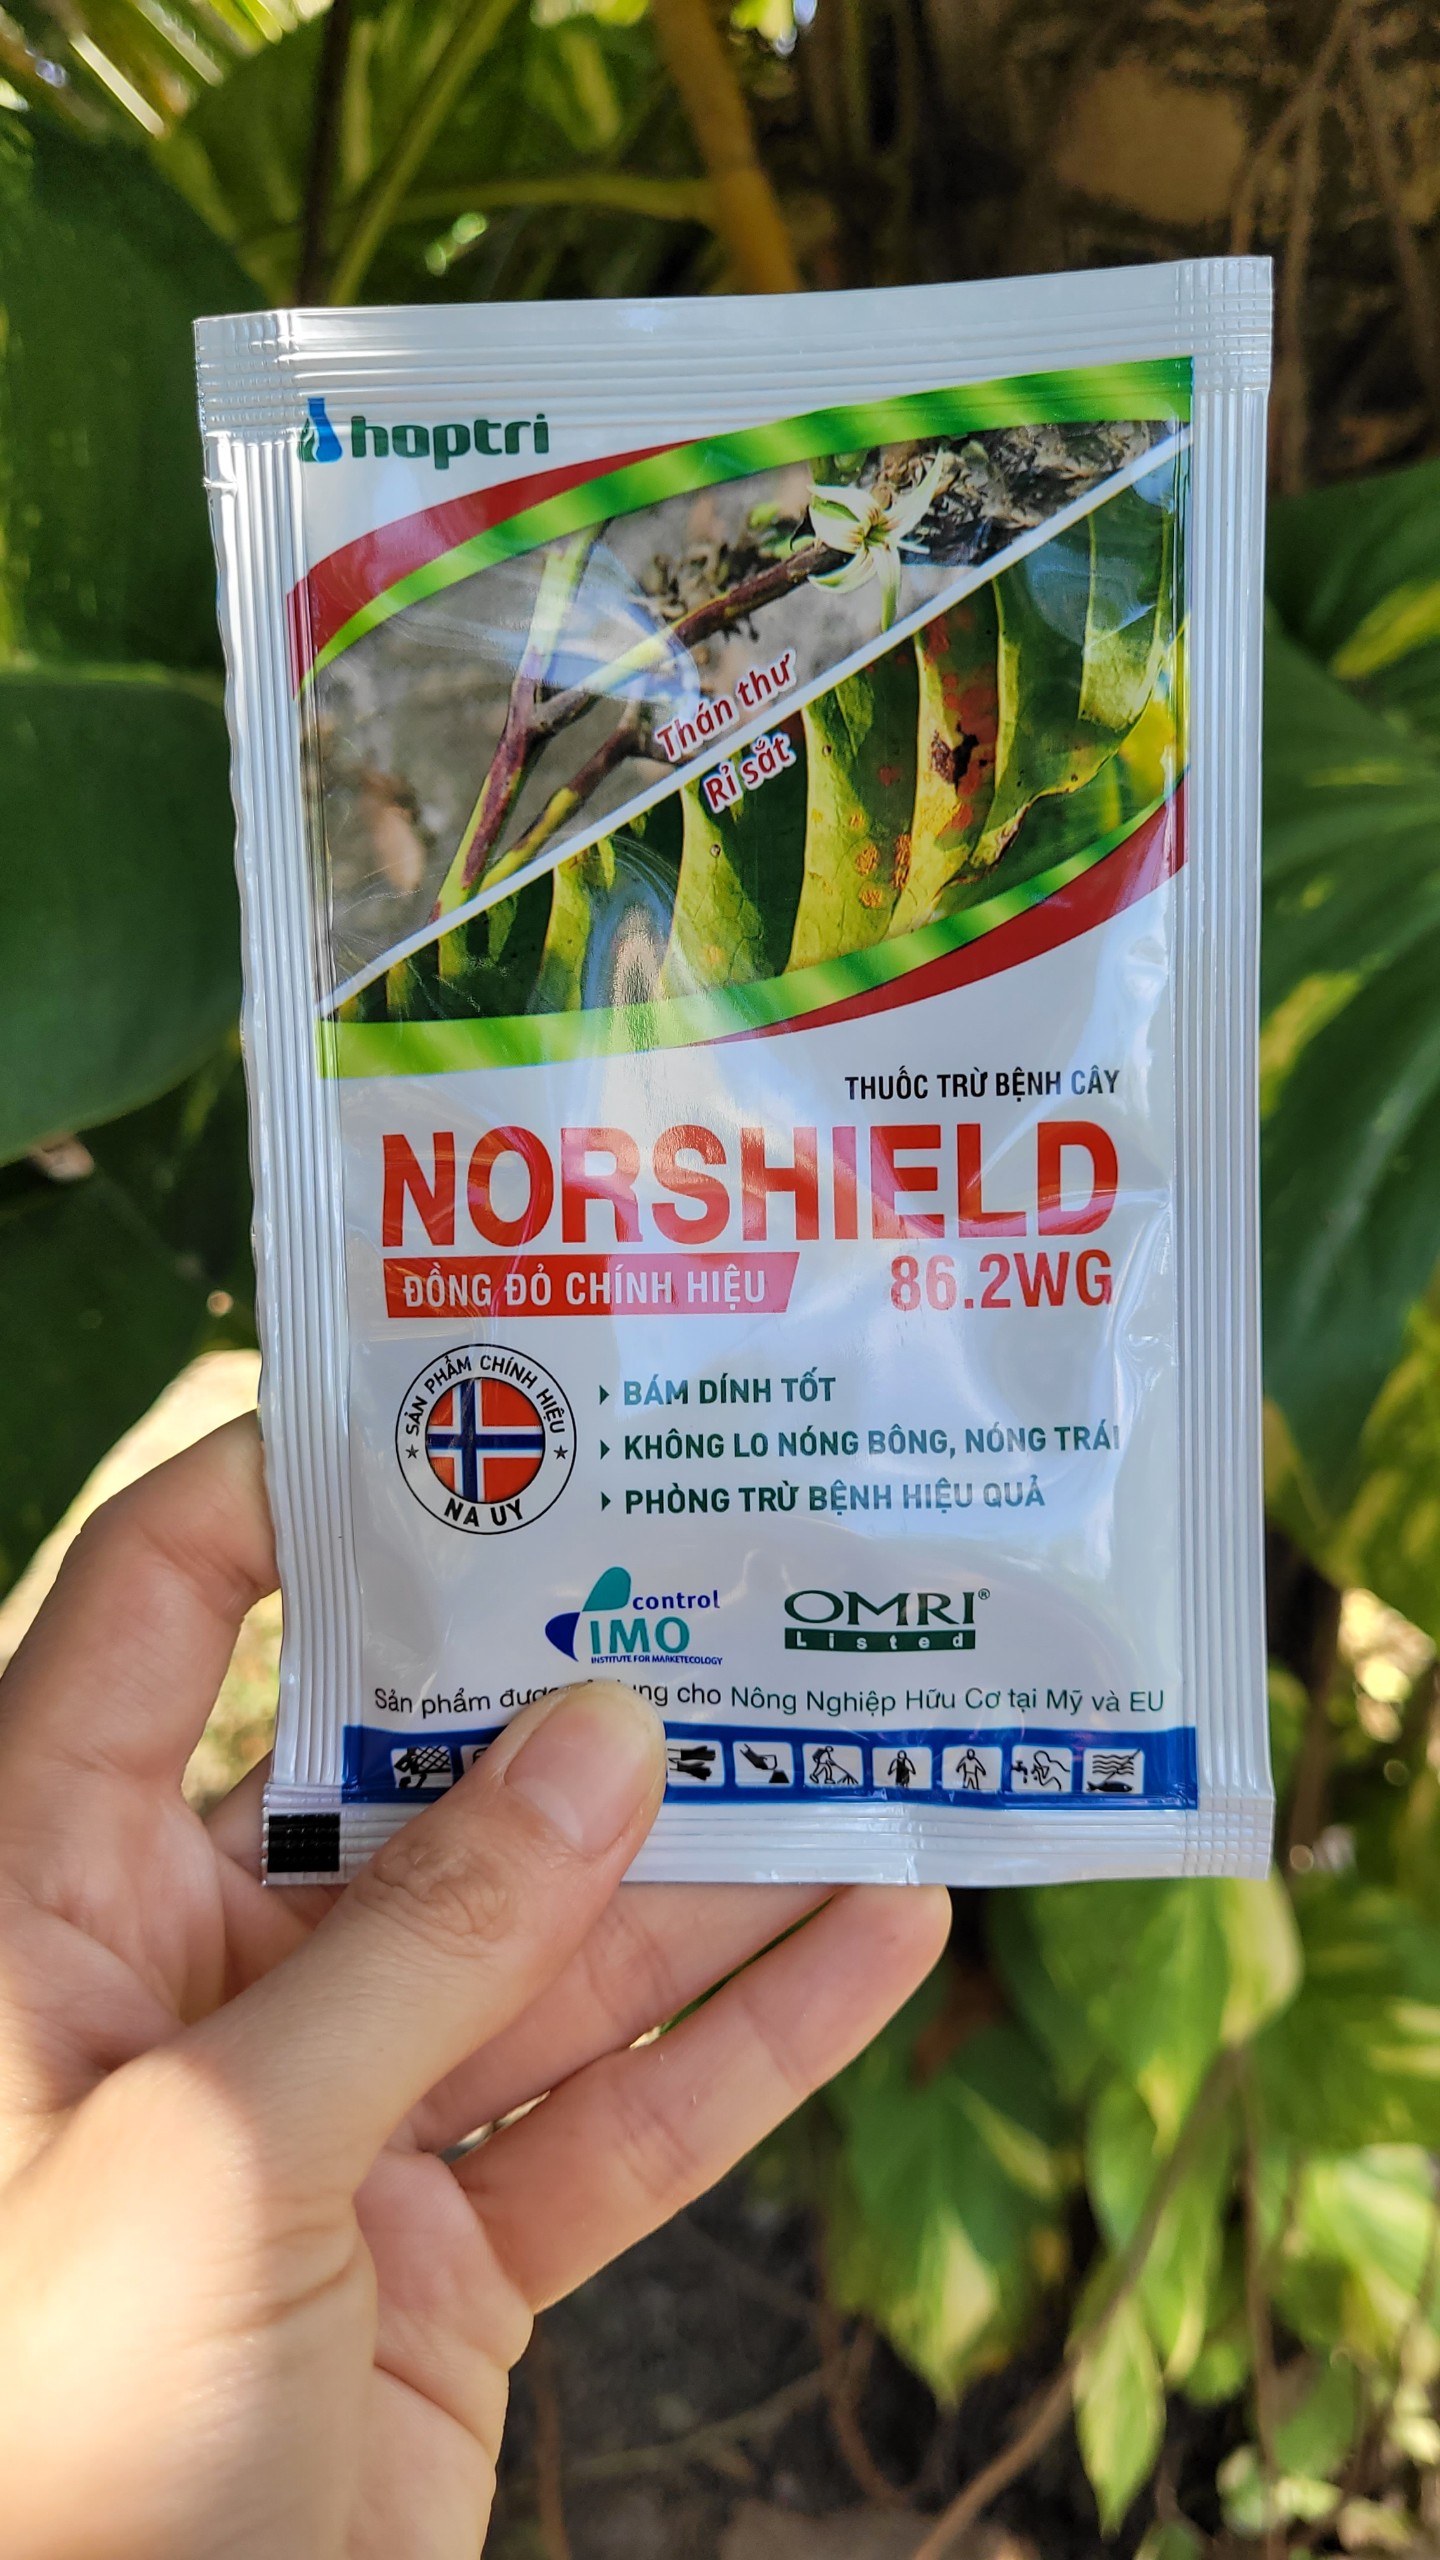 hoptri
Thán thư
Rỉ sắt
THUỐC TRỪ BỆNH CÂY
NORSHIELD
ĐỒNG ĐỎ CHÍNH HIỆU
86.2WG
SẢN PHẨM CHÍNH HIỆU
NA UY
BÁM DÍNH TỐT
KHÔNG LO NÓNG BÔNG, NÓNG TRÁI
PHÒNG TRỪ BỆNH HIỆU QUẢ
control
IMO
INSTITUTE FOR MARKETECOLOGY
OMRI®
Listed
Sản phẩm cho Nông Nghiệp Hữu Cơ tại Mỹ và EU